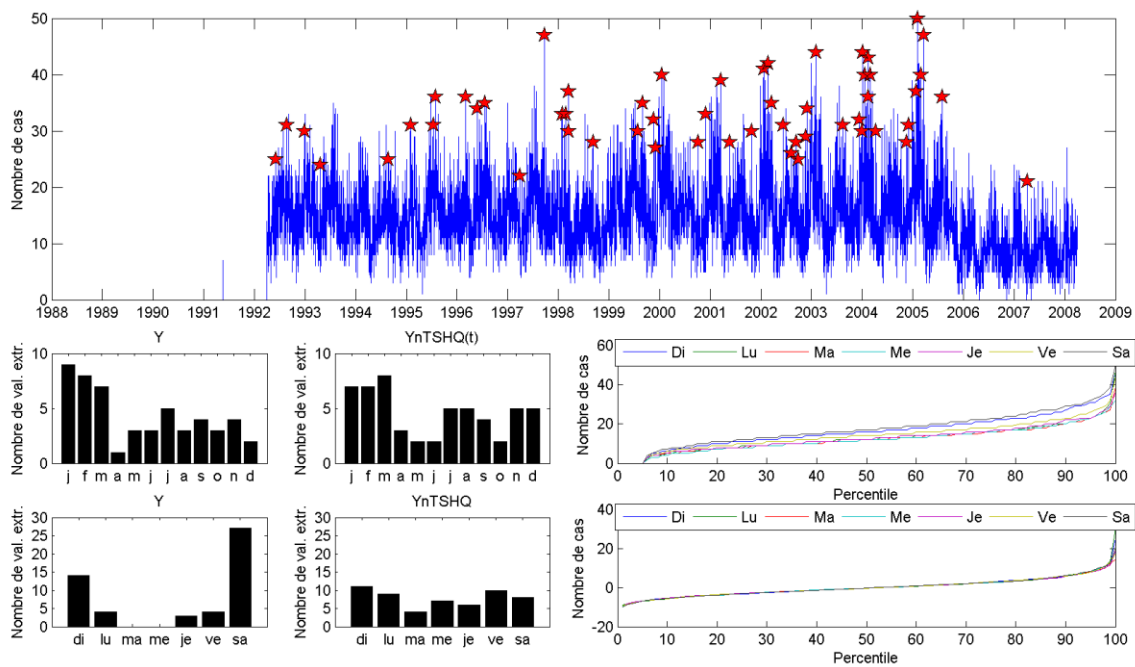 50
40
30
20
10
0
Nombre de cas
1988 1989 1990 1991 1992 1993 1994 1995 1996 1997 1998 1999 2000 2001 2002 2003 2004 2005 2006 2007 2008 2009
Y
10
5
0
Nombre de val. extr.
j f m a m j j a s o n d
YnTSHQ(t)
10
5
0
Nombre de val. extr.
j f m a m j j a s o n d
60
40
20
0
Nombre de cas
Di Lu Ma Me Je Ve Sa
0 10 20 30 40 50 60 70 80 90 100
Percentile
Y
30
25
20
15
10
5
0
Nombre de val. extr.
di lu ma me je ve sa
YnTSHQ
30
25
20
15
10
5
0
Nombre de val. extr.
di lu ma me je ve sa
40
20
0
-20
Nombre de cas
Di Lu Ma Me Je Ve Sa
0 10 20 30 40 50 60 70 80 90 100
Percentile